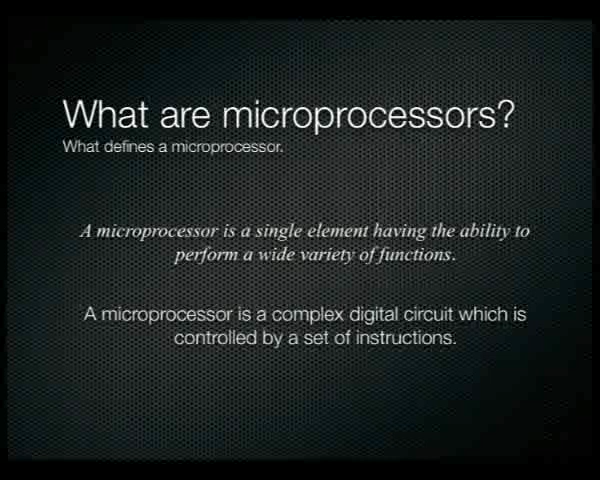 What are microprocessors?
What defines a microprocessor.
A microprocessor is a single element having the ability to
perform a wide variety of functions.
A microprocessor is a complex digital circuit which is
controlled by a set of instructions.